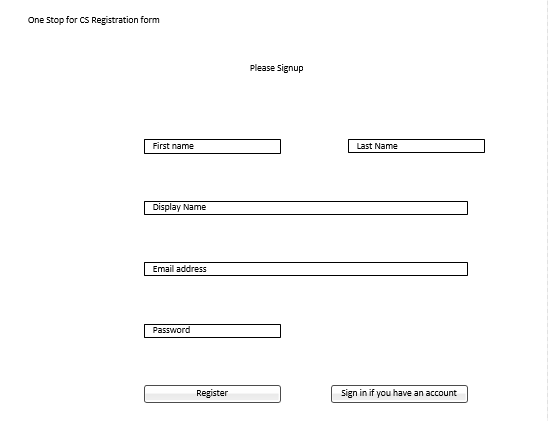 One Stop for CS Registration form
Please Signup
First name
Last Name
Display Name
Email address
Password
Register
Sign in if you have an account